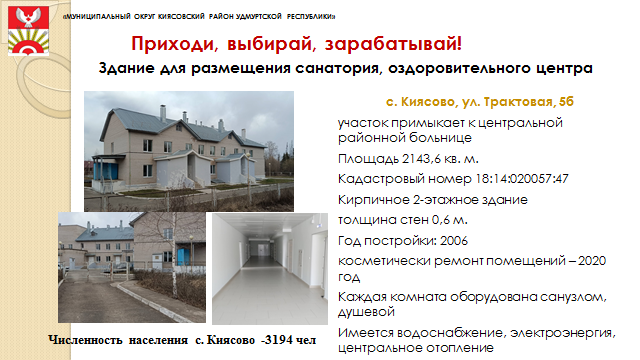 «МУНИЦИПАЛЬНЫЙ ОКРУГ КИЯСОВСКИЙ РАЙОН УДМУРТСКОЙ РЕСПУБЛИКИ»
Приходи, выбирай, зарабатывай!
Здание для размещения санатория, оздоровительного центра
с. Киясово, ул. Трактовая, 5б
участок примыкает к центральной
районной больнице
Площадь 2143,6 кв. м.
Кадастровый номер 18:14:020057:47
Кирпичное 2-этажное здание
толщина стен 0,6 м.
Год постройки: 2006
косметически ремонт помещений – 2020
год
Каждая комната оборудована санузлом,
душевой
Имеется водоснабжение, электроэнергия,
центральное отопление
Численность населения с. Киясово -3194 чел